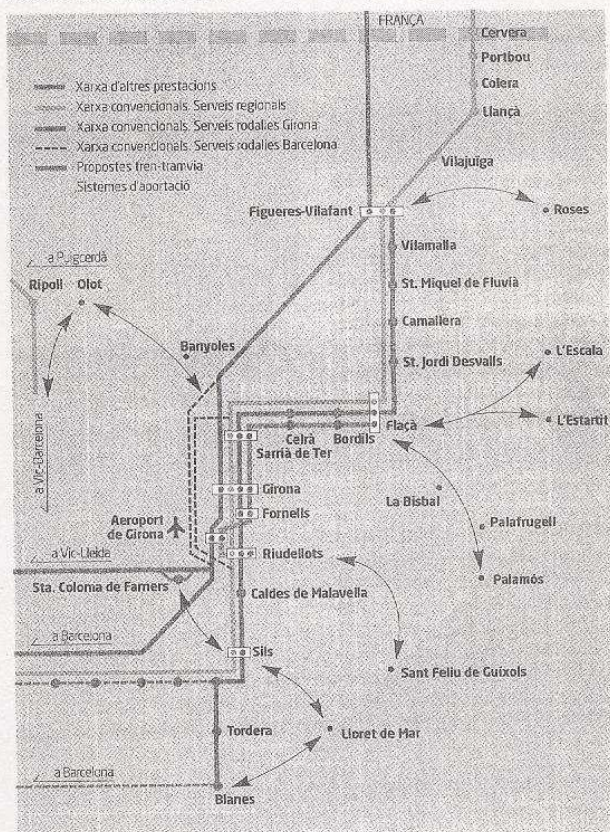 FRANÇA
Cervera
Portbou
Colera
Llançà
Vilajuïga
Xarxa d'altres prestacions
Xarxa convencionals. Serveis regionals
Xarxa convencionals. Serveis rodalies Girona
Xarxa convencionals. Serveis rodalies Barcelona
Propostes tren-tramvia
Sistemes d'aportació
Figueres-Vilafant
Roses
Vilamalla
a Puigcerdà
Ripoll
Olot
St. Miquel de Fluvià
Camallera
Banyoles
St. Jordi Desvalls
L'Escala
L'Estartit
Flaçà
Celrà
Bordils
Sarrià de Ter
a Vic-Barcelona
Girona
La Bisbal
Fornells
Palafrugell
Aeroport
de Girona
a Vic-Lleida
Riudellots
Palamós
Sta. Coloma de Farners
Caldes de Malavella
a Barcelona
Sils
Sant Feliu de Guíxols
Tordera
Lloret de Mar
a Barcelona
Blanes